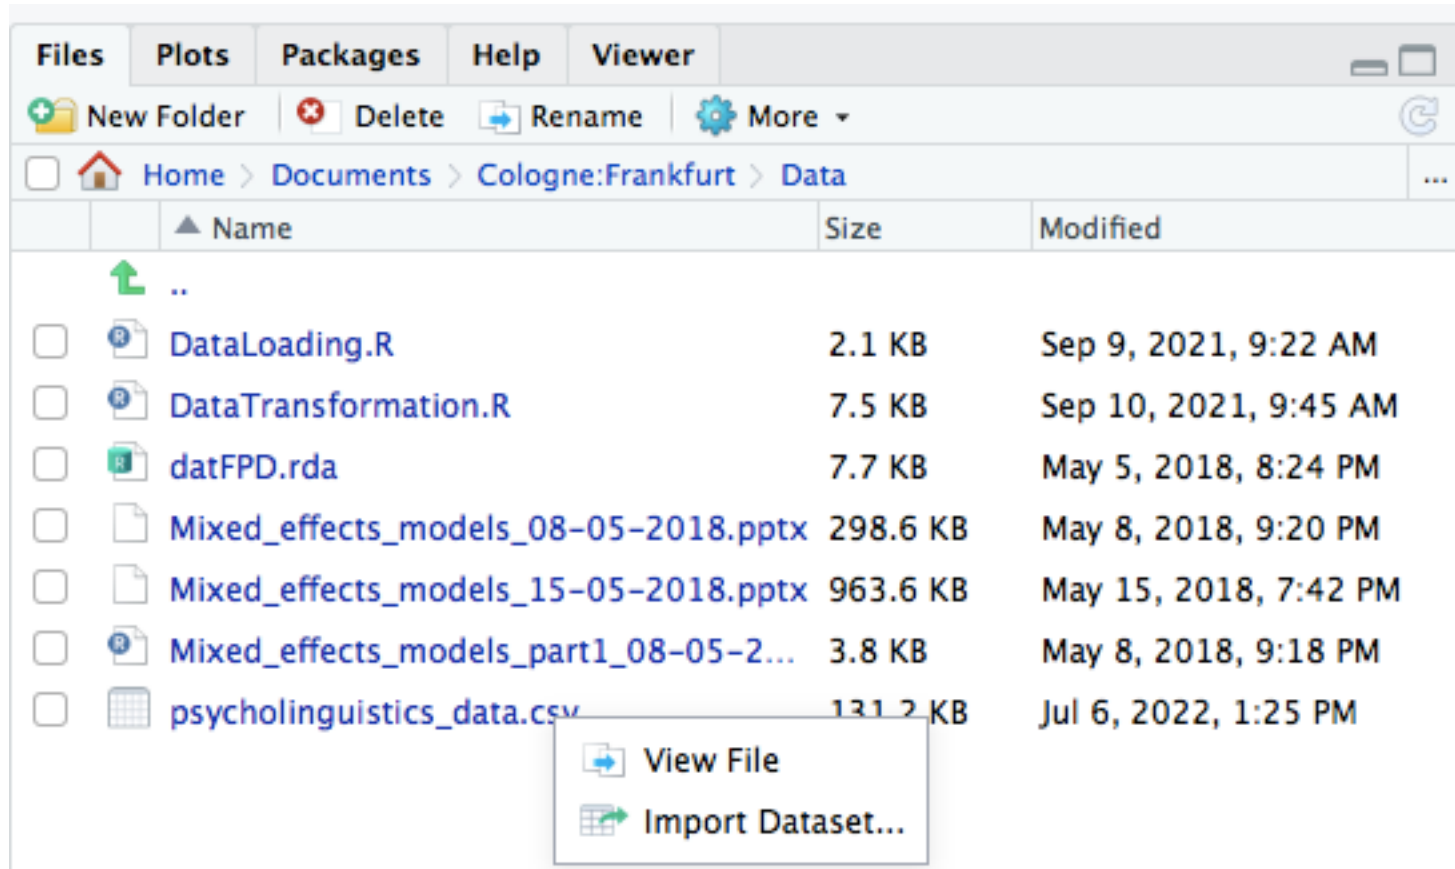 Files Plots Packages Help Viewer
New Folder Delete Rename More
Home Documents Cologne:Frankfurt Data ...
Name Size Modified
..
DataLoading.R 2.1 KB Sep 9, 2021, 9:22 AM
DataTransformation.R 7.5 KB Sep 10, 2021, 9:45 AM
datFPD.rda 7.7 KB May 5, 2018, 8:24 PM
Mixed_effects_models_08-05-2018.pptx 298.6 KB May 8, 2018, 9:20 PM
Mixed_effects_models_15-05-2018.pptx 963.6 KB May 15, 2018, 7:42 PM
Mixed_effects_models_part1_08-05-2... 3.8 KB May 8, 2018, 9:18 PM
psycholinguistics_data.csv 131.2 KB Jul 6, 2022, 1:25 PM
View File
Import Dataset...